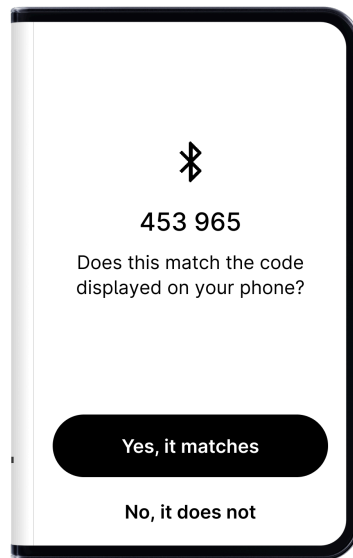 453 965
Does this match the code
displayed on your phone?
Yes, it matches
No, it does not